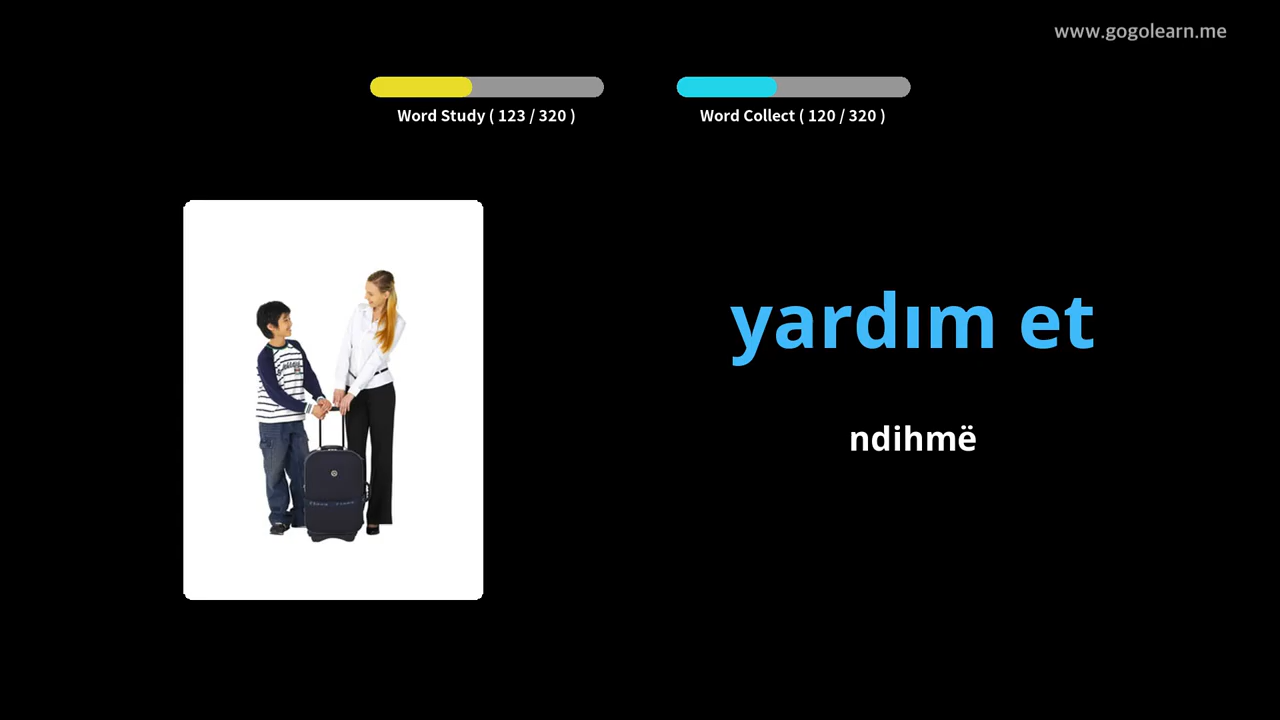 www.gogolearn.me
Word Study ( 123 / 320 )
Word Collect ( 120 / 320 )
yardım et
ndihmë